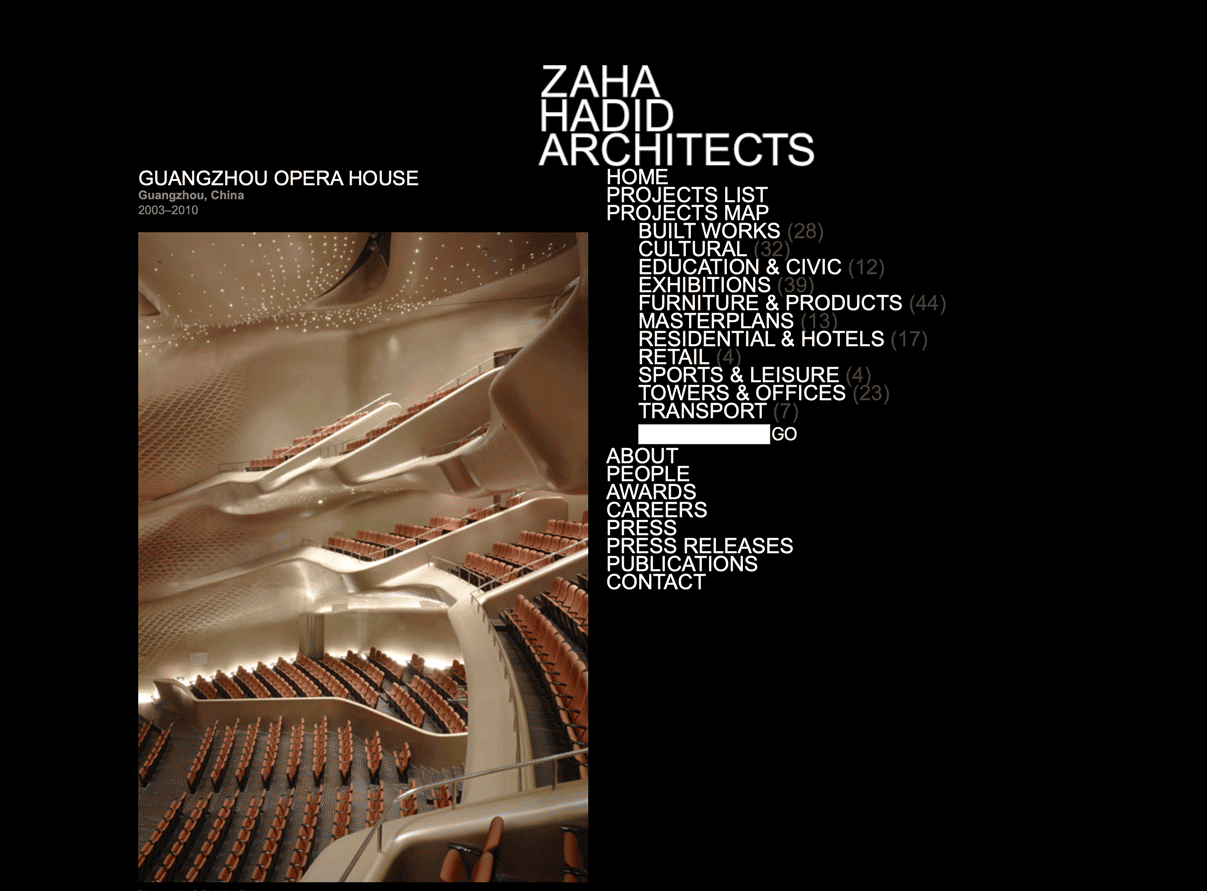 ZAHA
HADID
ARCHITECTS
GUANGZHOU OPERA HOUSE
Guangzhou, China
2003–2010
HOME
PROJECTS LIST
PROJECTS MAP
BUILT WORKS (28)
CULTURAL (32)
EDUCATION & CIVIC (12)
EXHIBITIONS (39)
FURNITURE & PRODUCTS (44)
MASTERPLANS (13)
RESIDENTIAL & HOTELS (17)
RETAIL (4)
SPORTS & LEISURE (4)
TOWERS & OFFICES (23)
TRANSPORT (7)
GO
ABOUT
PEOPLE
AWARDS
CAREERS
PRESS
PRESS RELEASES
PUBLICATIONS
CONTACT